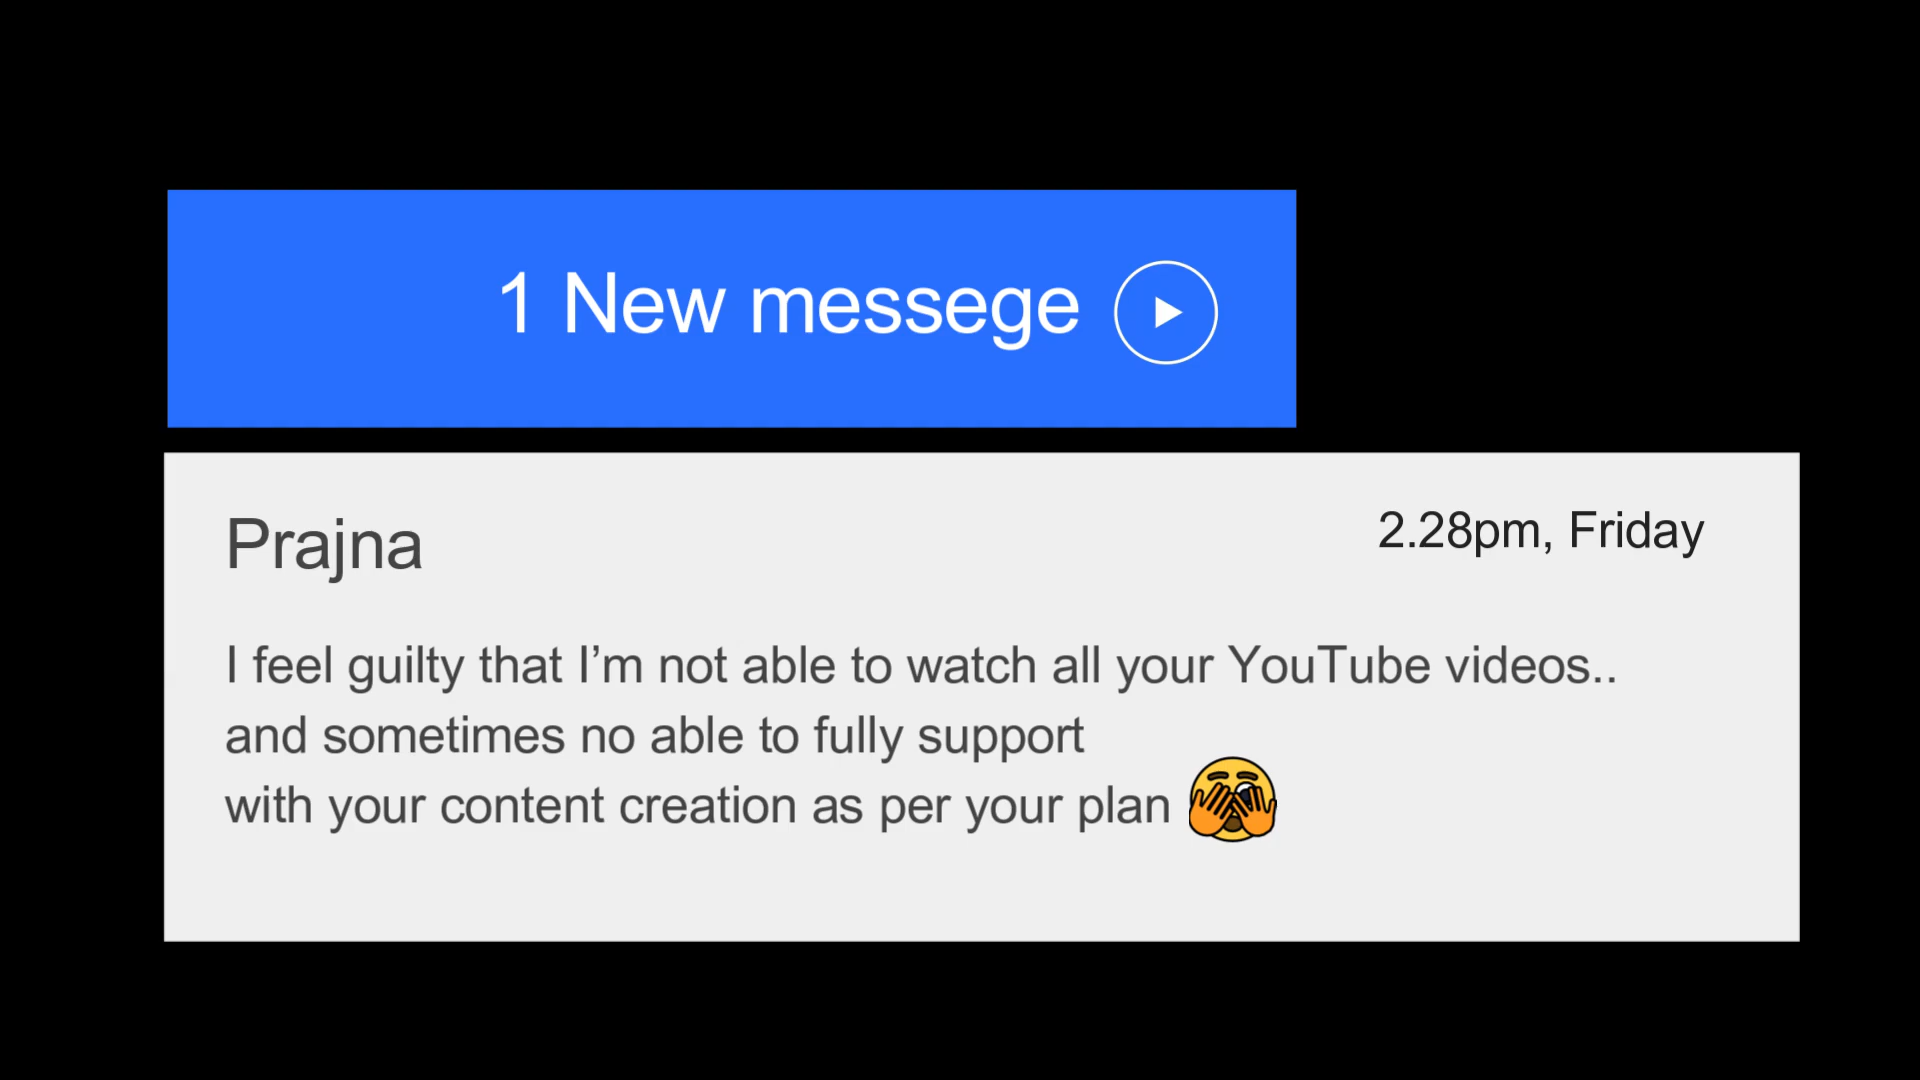 1 New messege
Prajna
2.28pm, Friday
I feel guilty that I’m not able to watch all your YouTube videos..
and sometimes no able to fully support
with your content creation as per your plan 🫣